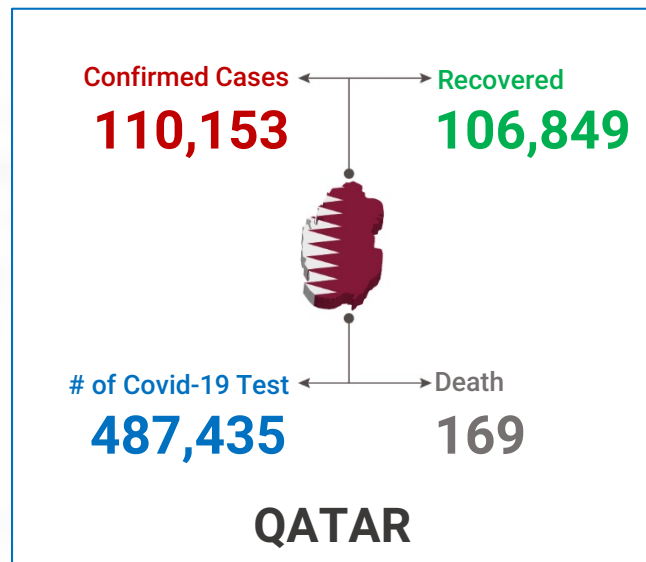 Confirmed Cases
110,153
Recovered
106,849
# of Covid-19 Test
487,435
Death
169
QATAR